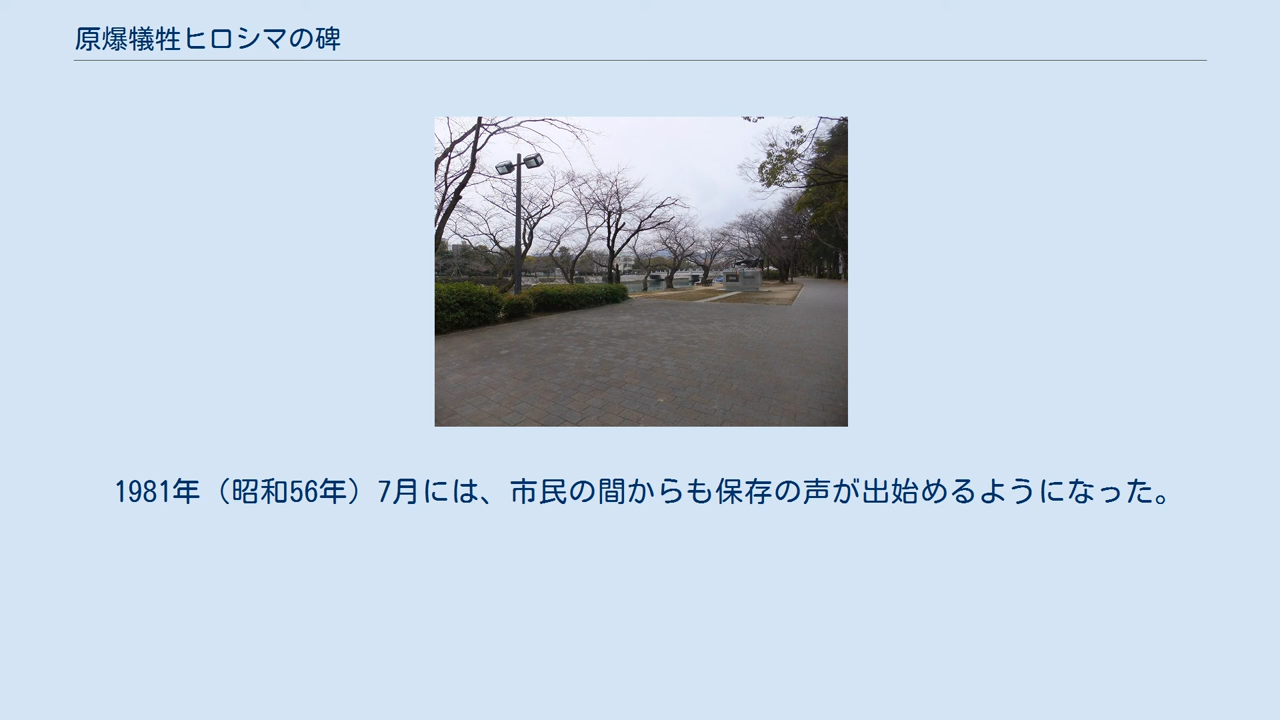 原爆犠牲ヒロシマの碑
1981年（昭和56年）7月には、市民の間からも保存の声が出始めるようになった。